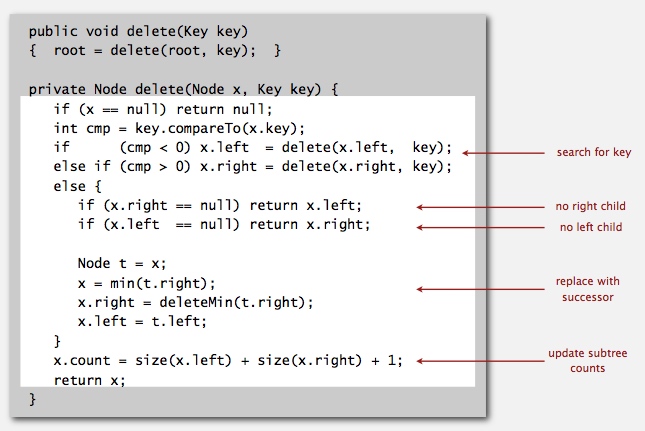 public void delete(Key key)
{  root = delete(root, key);  }
private Node delete(Node x, Key key) {
if (x == null) return null;
int cmp = key.compareTo(x.key);
if      (cmp < 0) x.left  = delete(x.left,  key);
search for key
else if (cmp > 0) x.right = delete(x.right, key);
else {
if (x.right == null) return x.left;
no right child
if (x.left  == null) return x.right;
no left child
Node t = x;
x = min(t.right);
replace with
successor
x.right = deleteMin(t.right);
x.left = t.left;
}
x.count = size(x.left) + size(x.right) + 1;
update subtree
counts
return x;
}